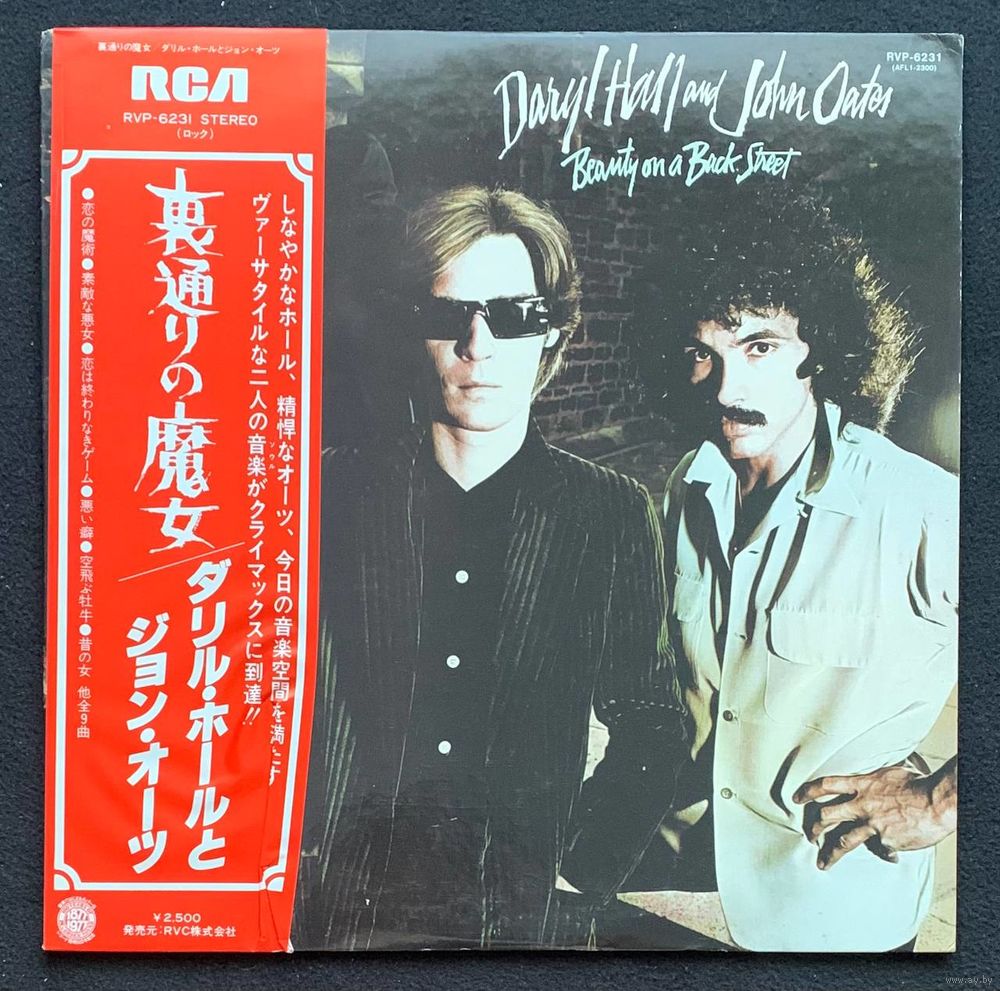 裏通りの魔女/ダリル・ホールとジョン・オーツ
RCA
RVP-6231 STEREO
(ロック)
しなやかなホール、精悍なオーツ、今日の音楽空間を満たす
ヴァーサタイルな二人の音楽がクライマックスに到達!!
ソウル
裏通りの魔女/ダリル・ホールと
ジョン・オーツ
●恋の魔術●素敵な悪女●恋は終わりなきゲーム●悪い癖●空飛ぶ牡牛●昔の女 他全9曲
1877
1977
¥2,500
発売元:RVC株式会社
RVP-6231
(AFL1-2300)
Daryl Hall and John Oates
Beauty on a Back Street
www.ay.by